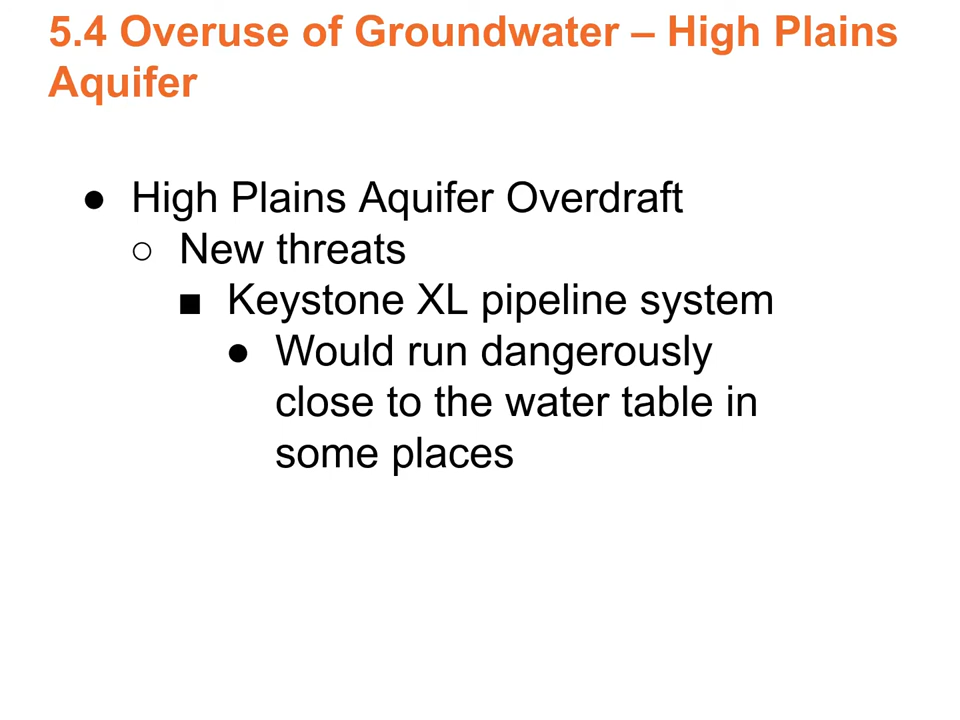 5.4 Overuse of Groundwater – High Plains
Aquifer
● High Plains Aquifer Overdraft
○ New threats
■ Keystone XL pipeline system
● Would run dangerously
close to the water table in
some places